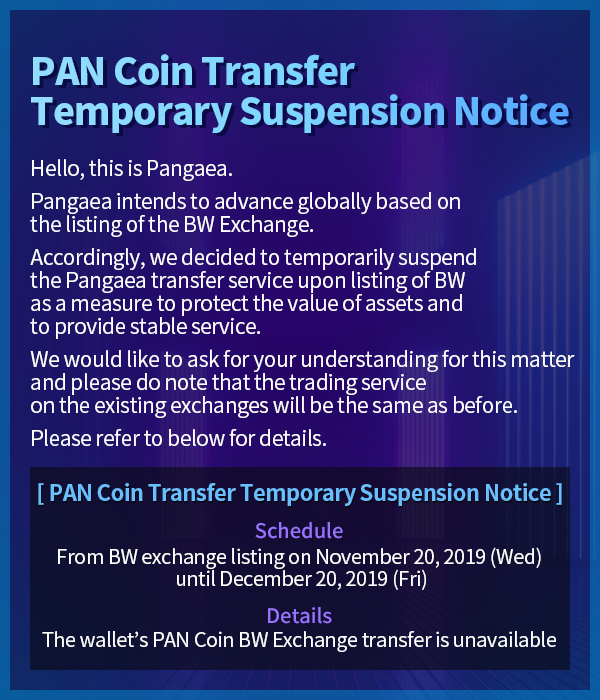 PAN Coin Transfer
Temporary Suspension Notice
Hello, this is Pangaea.
Pangaea intends to advance globally based on
the listing of the BW Exchange.
Accordingly, we decided to temporarily suspend
the Pangaea transfer service upon listing of BW
as a measure to protect the value of assets and
to provide stable service.
We would like to ask for your understanding for this matter
and please do note that the trading service
on the existing exchanges will be the same as before.
Please refer to below for details.
[ PAN Coin Transfer Temporary Suspension Notice ]
Schedule
From BW exchange listing on November 20, 2019 (Wed)
until December 20, 2019 (Fri)
Details
The wallet’s PAN Coin BW Exchange transfer is unavailable